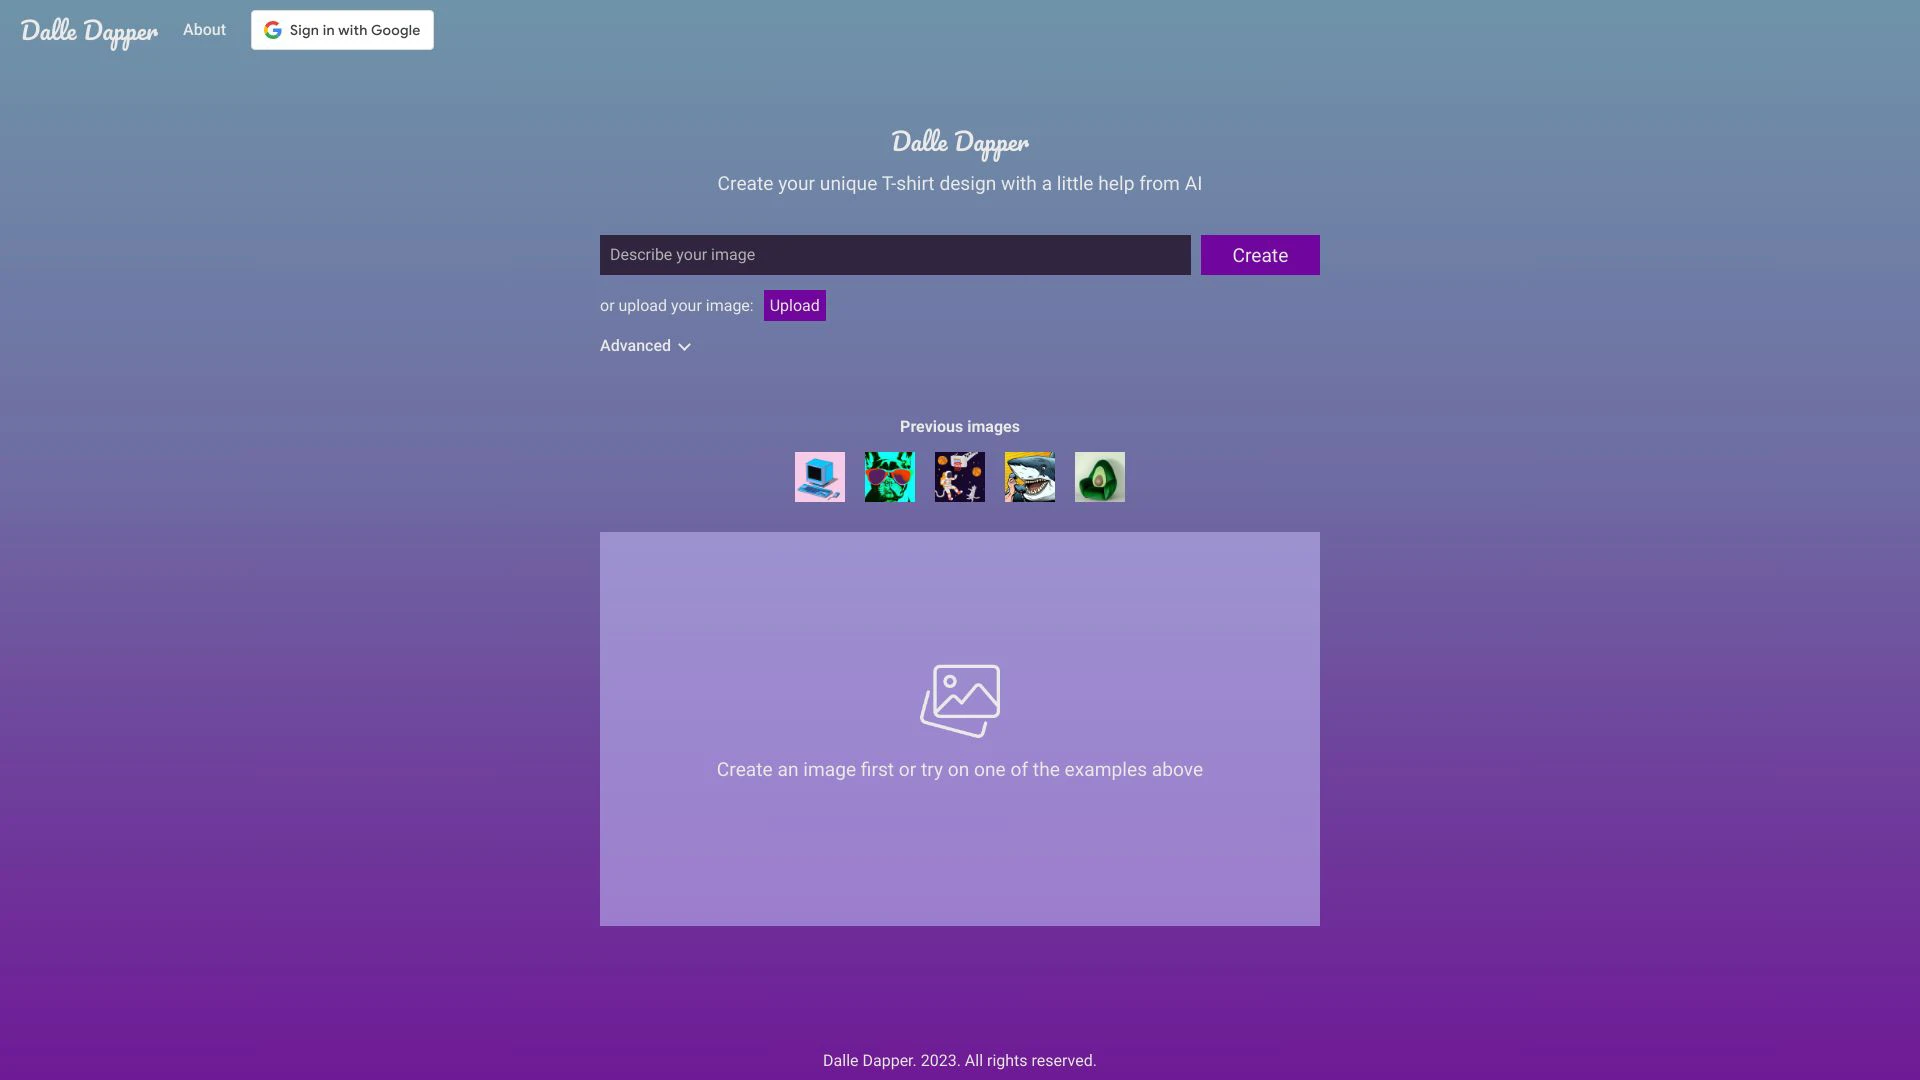 Dalle Dapper
About
Sign in with Google
Dalle Dapper
Create your unique T-shirt design with a little help from AI
Describe your image
Create
or upload your image:
Upload
Advanced
Previous images
Create an image first or try on one of the examples above
Dalle Dapper. 2023. All rights reserved.